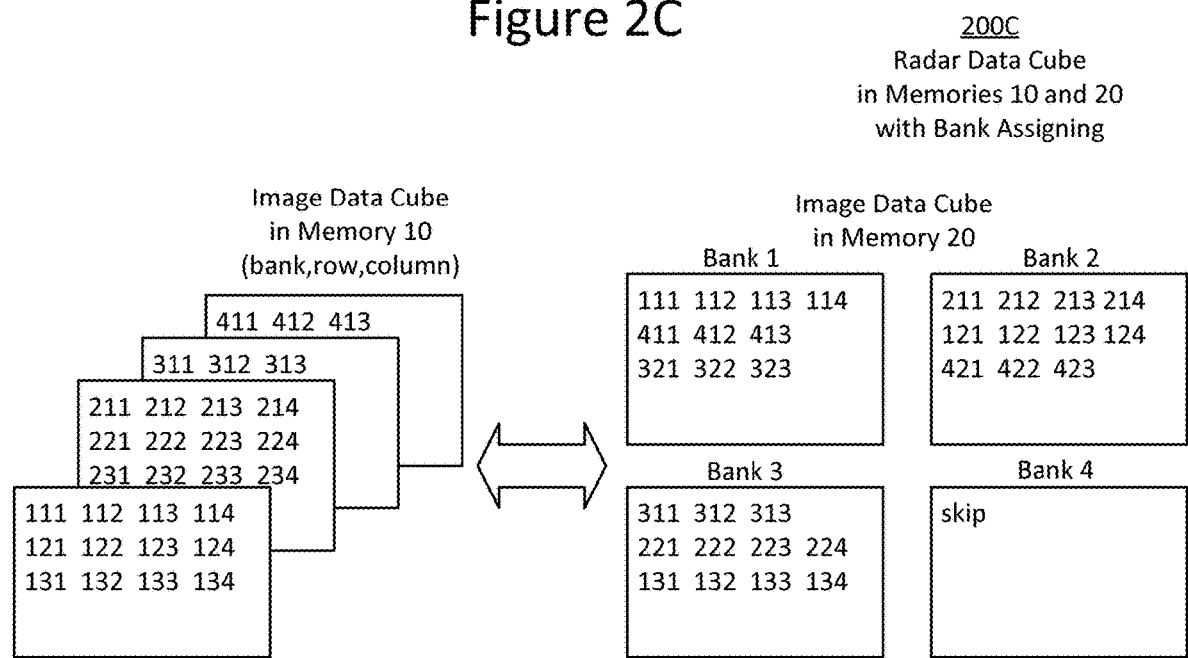 Figure 2C
200C
Radar Data Cube
in Memories 10 and 20
with Bank Assigning
Image Data Cube
in Memory 10
(bank,row,column)
411 412 413
311 312 313
211 212 213 214
221 222 223 224
231 232 233 234
111 112 113 114
121 122 123 124
131 132 133 134
Image Data Cube
in Memory 20
Bank 1
111 112 113 114
411 412 413
321 322 323
Bank 2
211 212 213 214
121 122 123 124
421 422 423
Bank 3
311 312 313
221 222 223 224
131 132 133 134
Bank 4
skip